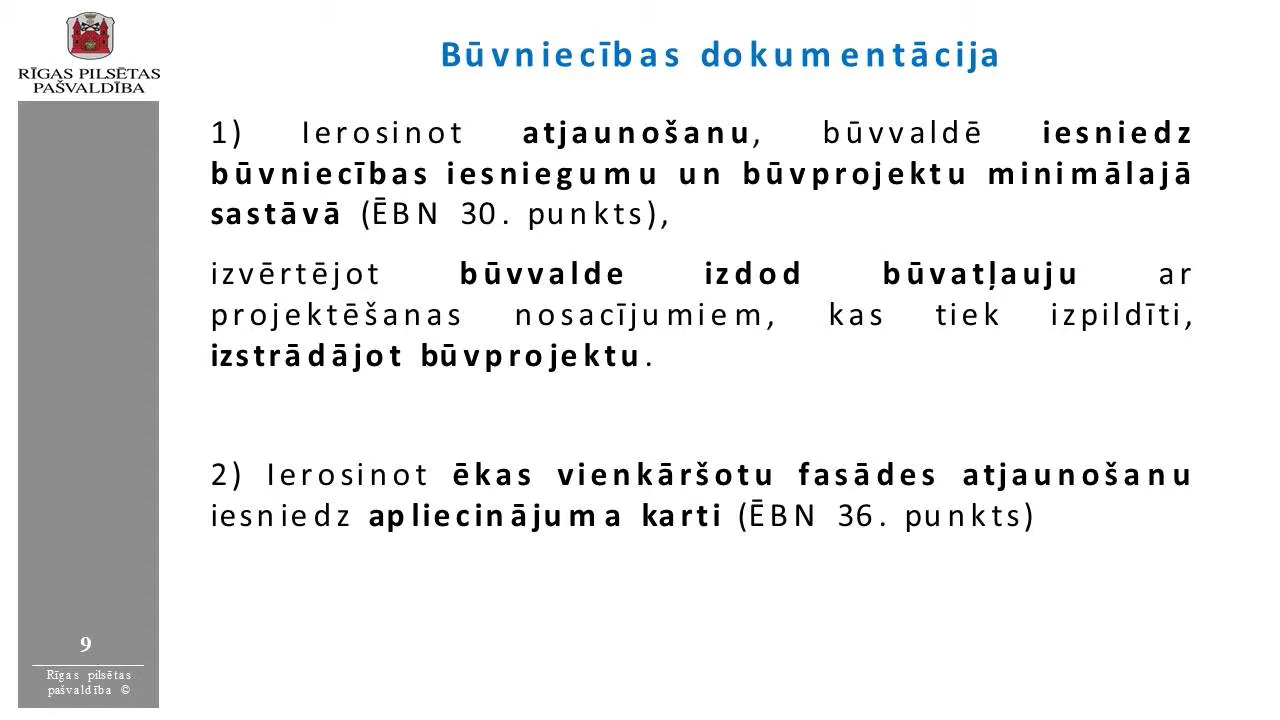 RĪGAS PILSĒTAS
PAŠVALDĪBA
Būvniecības dokumentācija
1) Ierosinot atjaunošanu, būvvaldē iesniedz
būvniecības iesniegumu un būvprojektu minimālajā
sastāvā (ĒBN 30. punkts),
izvērtējot būvvalde izdod būvatļauju ar
projektēšanas nosacījumiem, kas tiek izpildīti,
izstrādājot būvprojektu.
2) Ierosinot ēkas vienkāršotu fasādes atjaunošanu
iesniedz apliecinājuma karti (ĒBN 36. punkts)
9
Rīgas pilsētas
pašvaldība ©